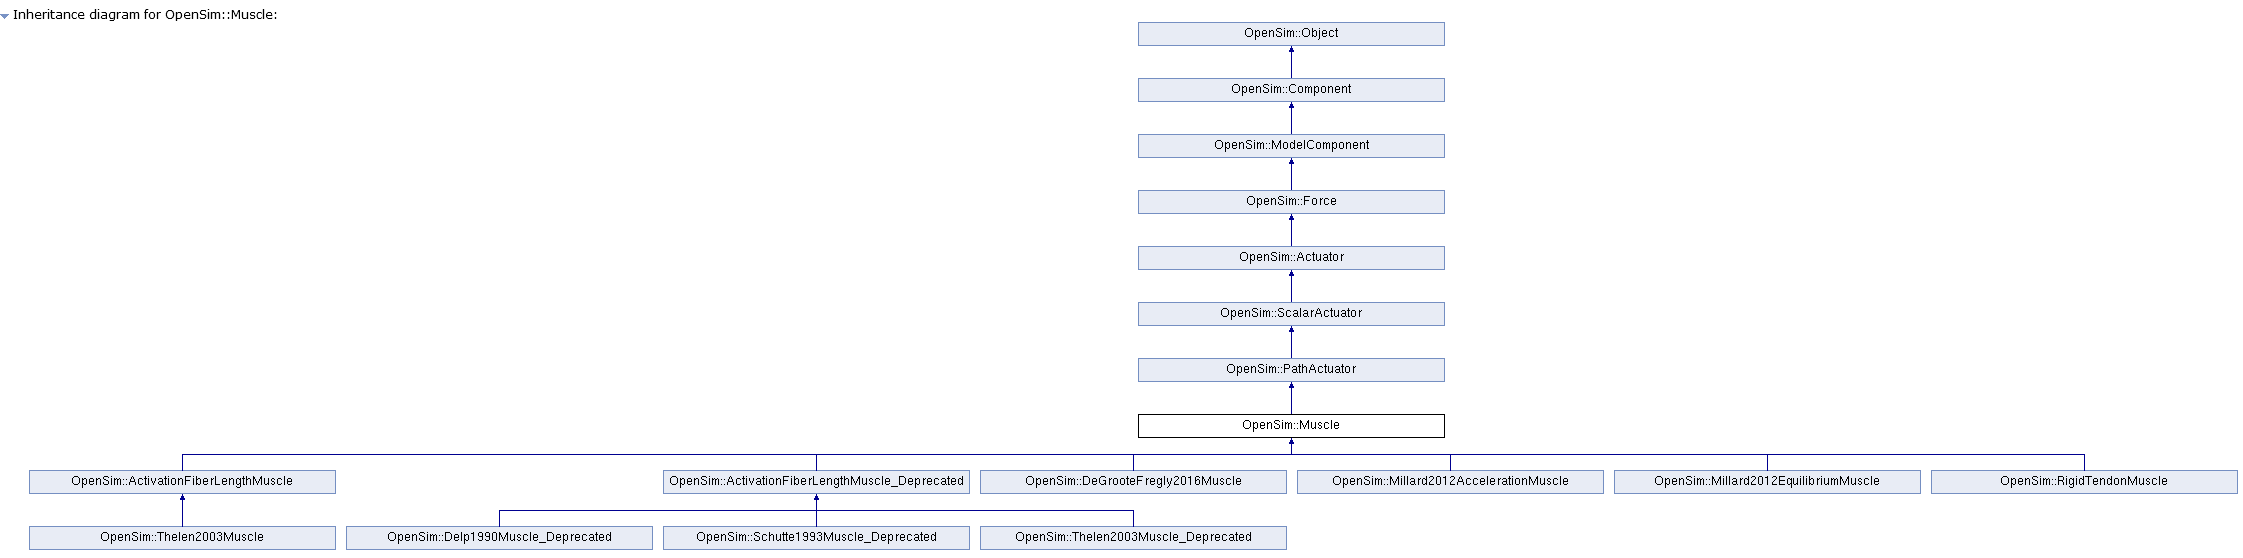 Inheritance diagram for OpenSim::Muscle:
OpenSim::Object
OpenSim::Component
OpenSim::ModelComponent
OpenSim::Force
OpenSim::Actuator
OpenSim::ScalarActuator
OpenSim::PathActuator
OpenSim::Muscle
OpenSim::ActivationFiberLengthMuscle
OpenSim::ActivationFiberLengthMuscle_Deprecated
OpenSim::DeGrooteFregly2016Muscle
OpenSim::Millard2012AccelerationMuscle
OpenSim::Millard2012EquilibriumMuscle
OpenSim::RigidTendonMuscle
OpenSim::Thelen2003Muscle
OpenSim::Delp1990Muscle_Deprecated
OpenSim::Schutte1993Muscle_Deprecated
OpenSim::Thelen2003Muscle_Deprecated